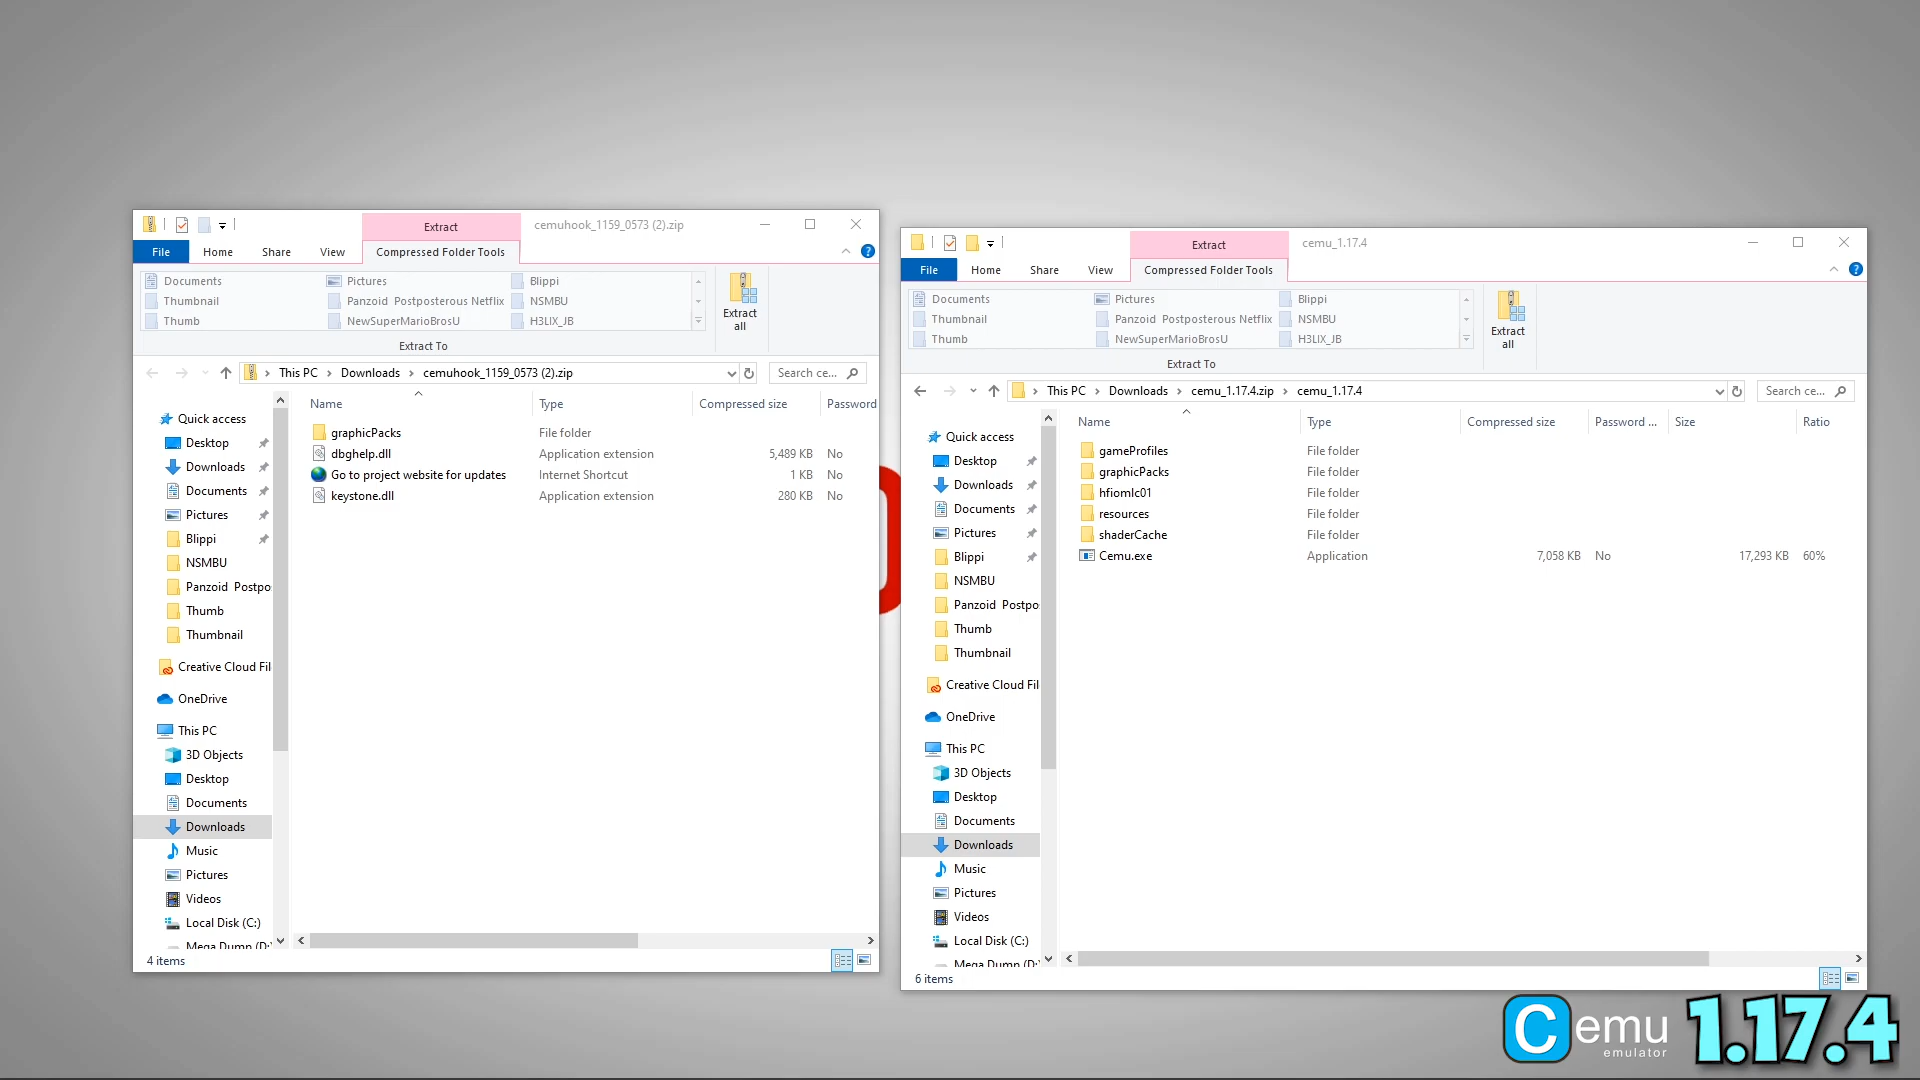 Extract
cemuhook_1159_0573 (2).zip
File
Home
Share
View
Compressed Folder Tools
Documents
Pictures
Blippi
Thumbnail
Panzoid Postposterous Netflix
NSMBU
Thumb
NewSuperMarioBrosU
H3LIX_JB
Extract
all
Extract To
This PC > Downloads > cemuhook_1159_0573 (2).zip
Search ce...
Name
Type
Compressed size
Password
graphicPacks
File folder
dbghelp.dll
Application extension
5,489 KB
No
Go to project website for updates
Internet Shortcut
1 KB
No
keystone.dll
Application extension
280 KB
No
Quick access
Desktop
Downloads
Documents
Pictures
Blippi
NSMBU
Panzoid Postpo
Thumb
Thumbnail
Creative Cloud Fil
OneDrive
This PC
3D Objects
Desktop
Documents
Downloads
Music
Pictures
Videos
Local Disk (C:)
Mega Dump (D:
4 items
Extract
cemu_1.17.4
File
Home
Share
View
Compressed Folder Tools
Documents
Pictures
Blippi
Thumbnail
Panzoid Postposterous Netflix
NSMBU
Thumb
NewSuperMarioBrosU
H3LIX_JB
Extract
all
Extract To
This PC > Downloads > cemu_1.17.4.zip > cemu_1.17.4
Search ce...
Name
Type
Compressed size
Password ...
Size
Ratio
gameProfiles
File folder
graphicPacks
File folder
hfiomlc01
File folder
resources
File folder
shaderCache
File folder
Cemu.exe
Application
7,058 KB
No
17,293 KB
60%
Quick access
Desktop
Downloads
Documents
Pictures
Blippi
NSMBU
Panzoid Postpo
Thumb
Thumbnail
Creative Cloud Fil
OneDrive
This PC
3D Objects
Desktop
Documents
Downloads
Music
Pictures
Videos
Local Disk (C:)
Mega Dump (D:
6 items
Cemu
emulator
1.17.4